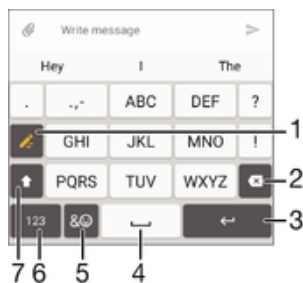 Write message
Hey I The
. .,- ABC DEF ?
GHI JKL MNO ! 1
PQRS TUV WXYZ 2
123 &☺ 3
7 6 5 4